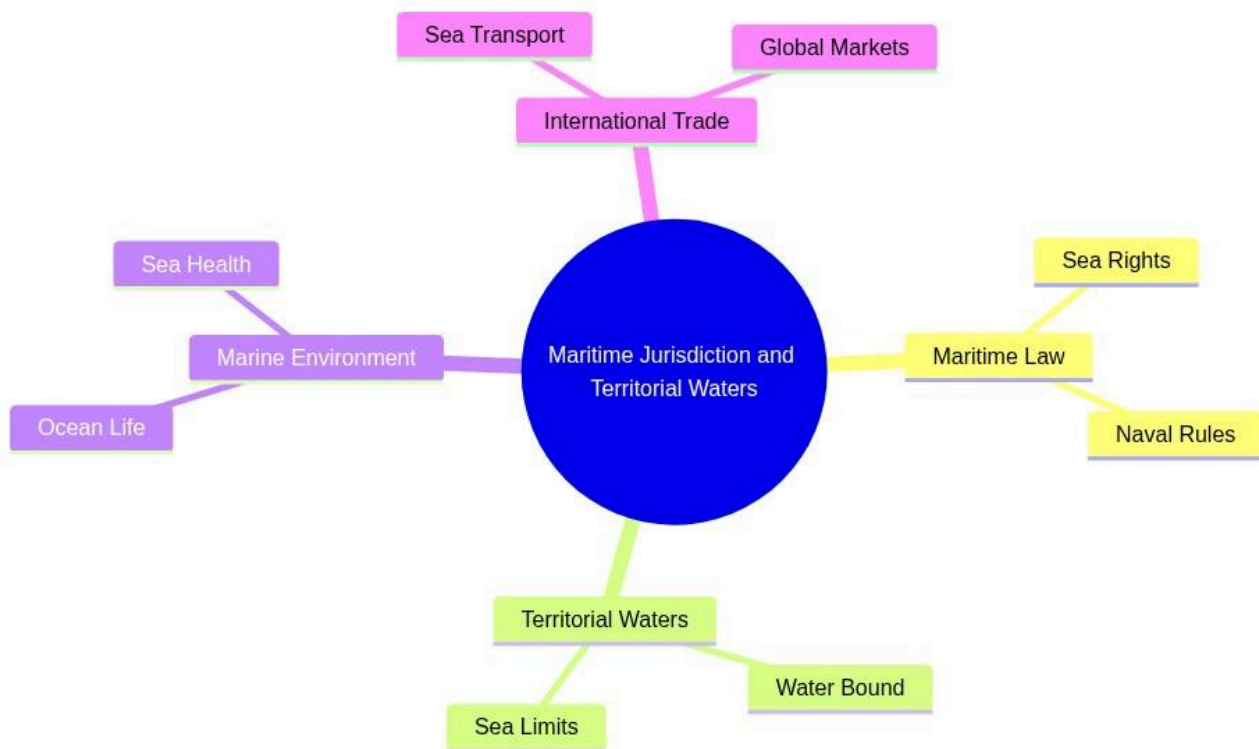 Sea Transport
Global Markets
International Trade
Sea Health
Sea Rights
Marine Environment
Maritime Jurisdiction and
Territorial Waters
Maritime Law
Ocean Life
Naval Rules
Territorial Waters
Water Bound
Sea Limits